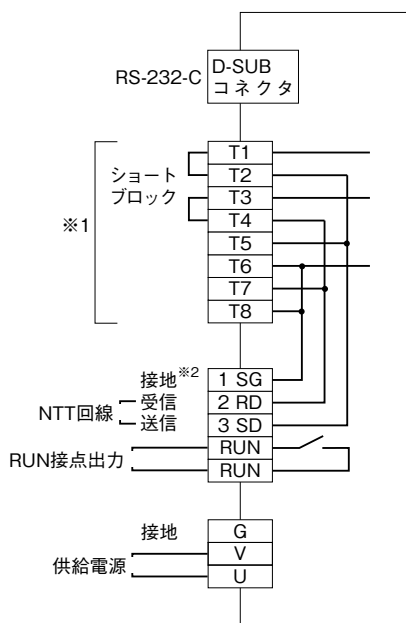 RS-232-C
D-SUB
コネクタ
※1
ショート
ブロック
T1
T2
T3
T4
T5
T6
T7
T8
NTT回線
接地※2
受信
送信
1 SG
2 RD
3 SD
RUN接点出力
RUN
RUN
接地
供給電源
G
V
U